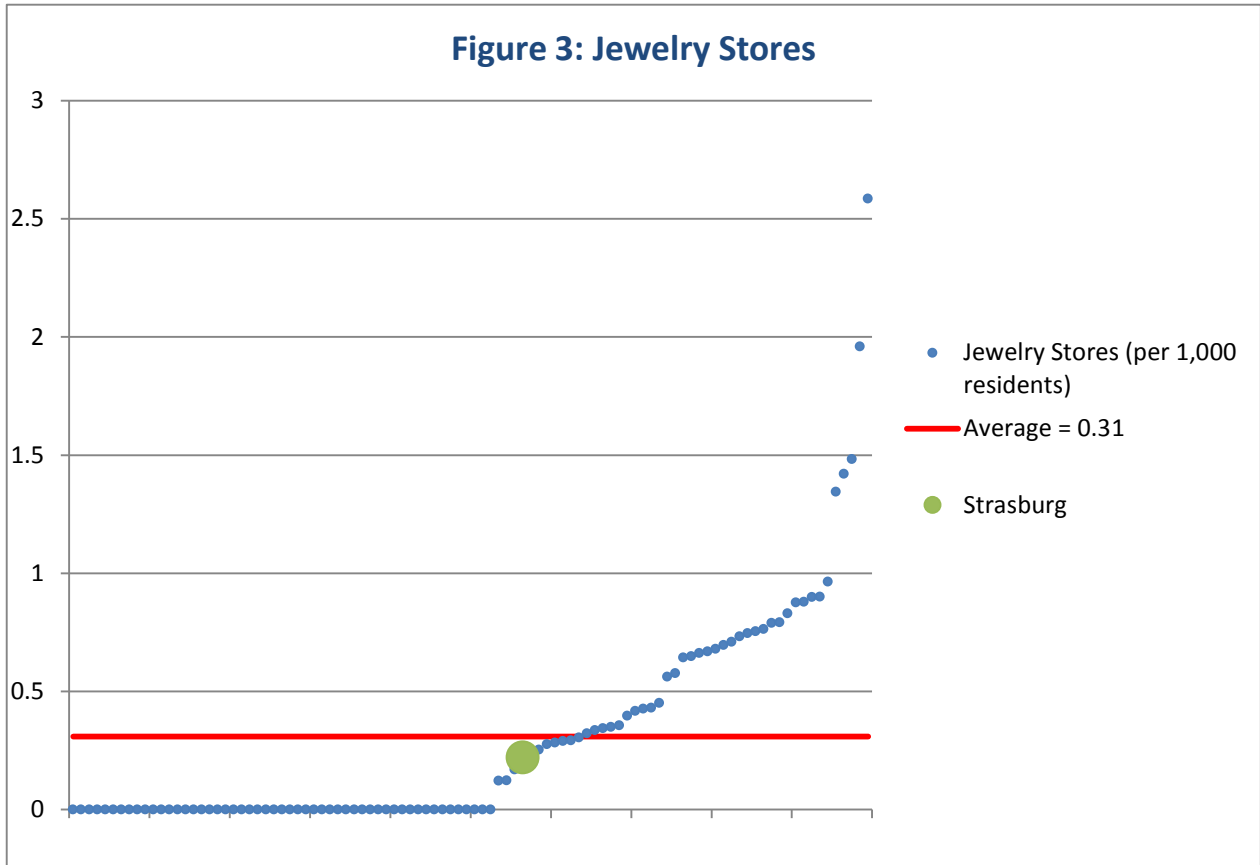 Figure 3: Jewelry Stores
3
2.5
2
1.5
1
0.5
0
Jewelry Stores (per 1,000
residents)
Average = 0.31
Strasburg